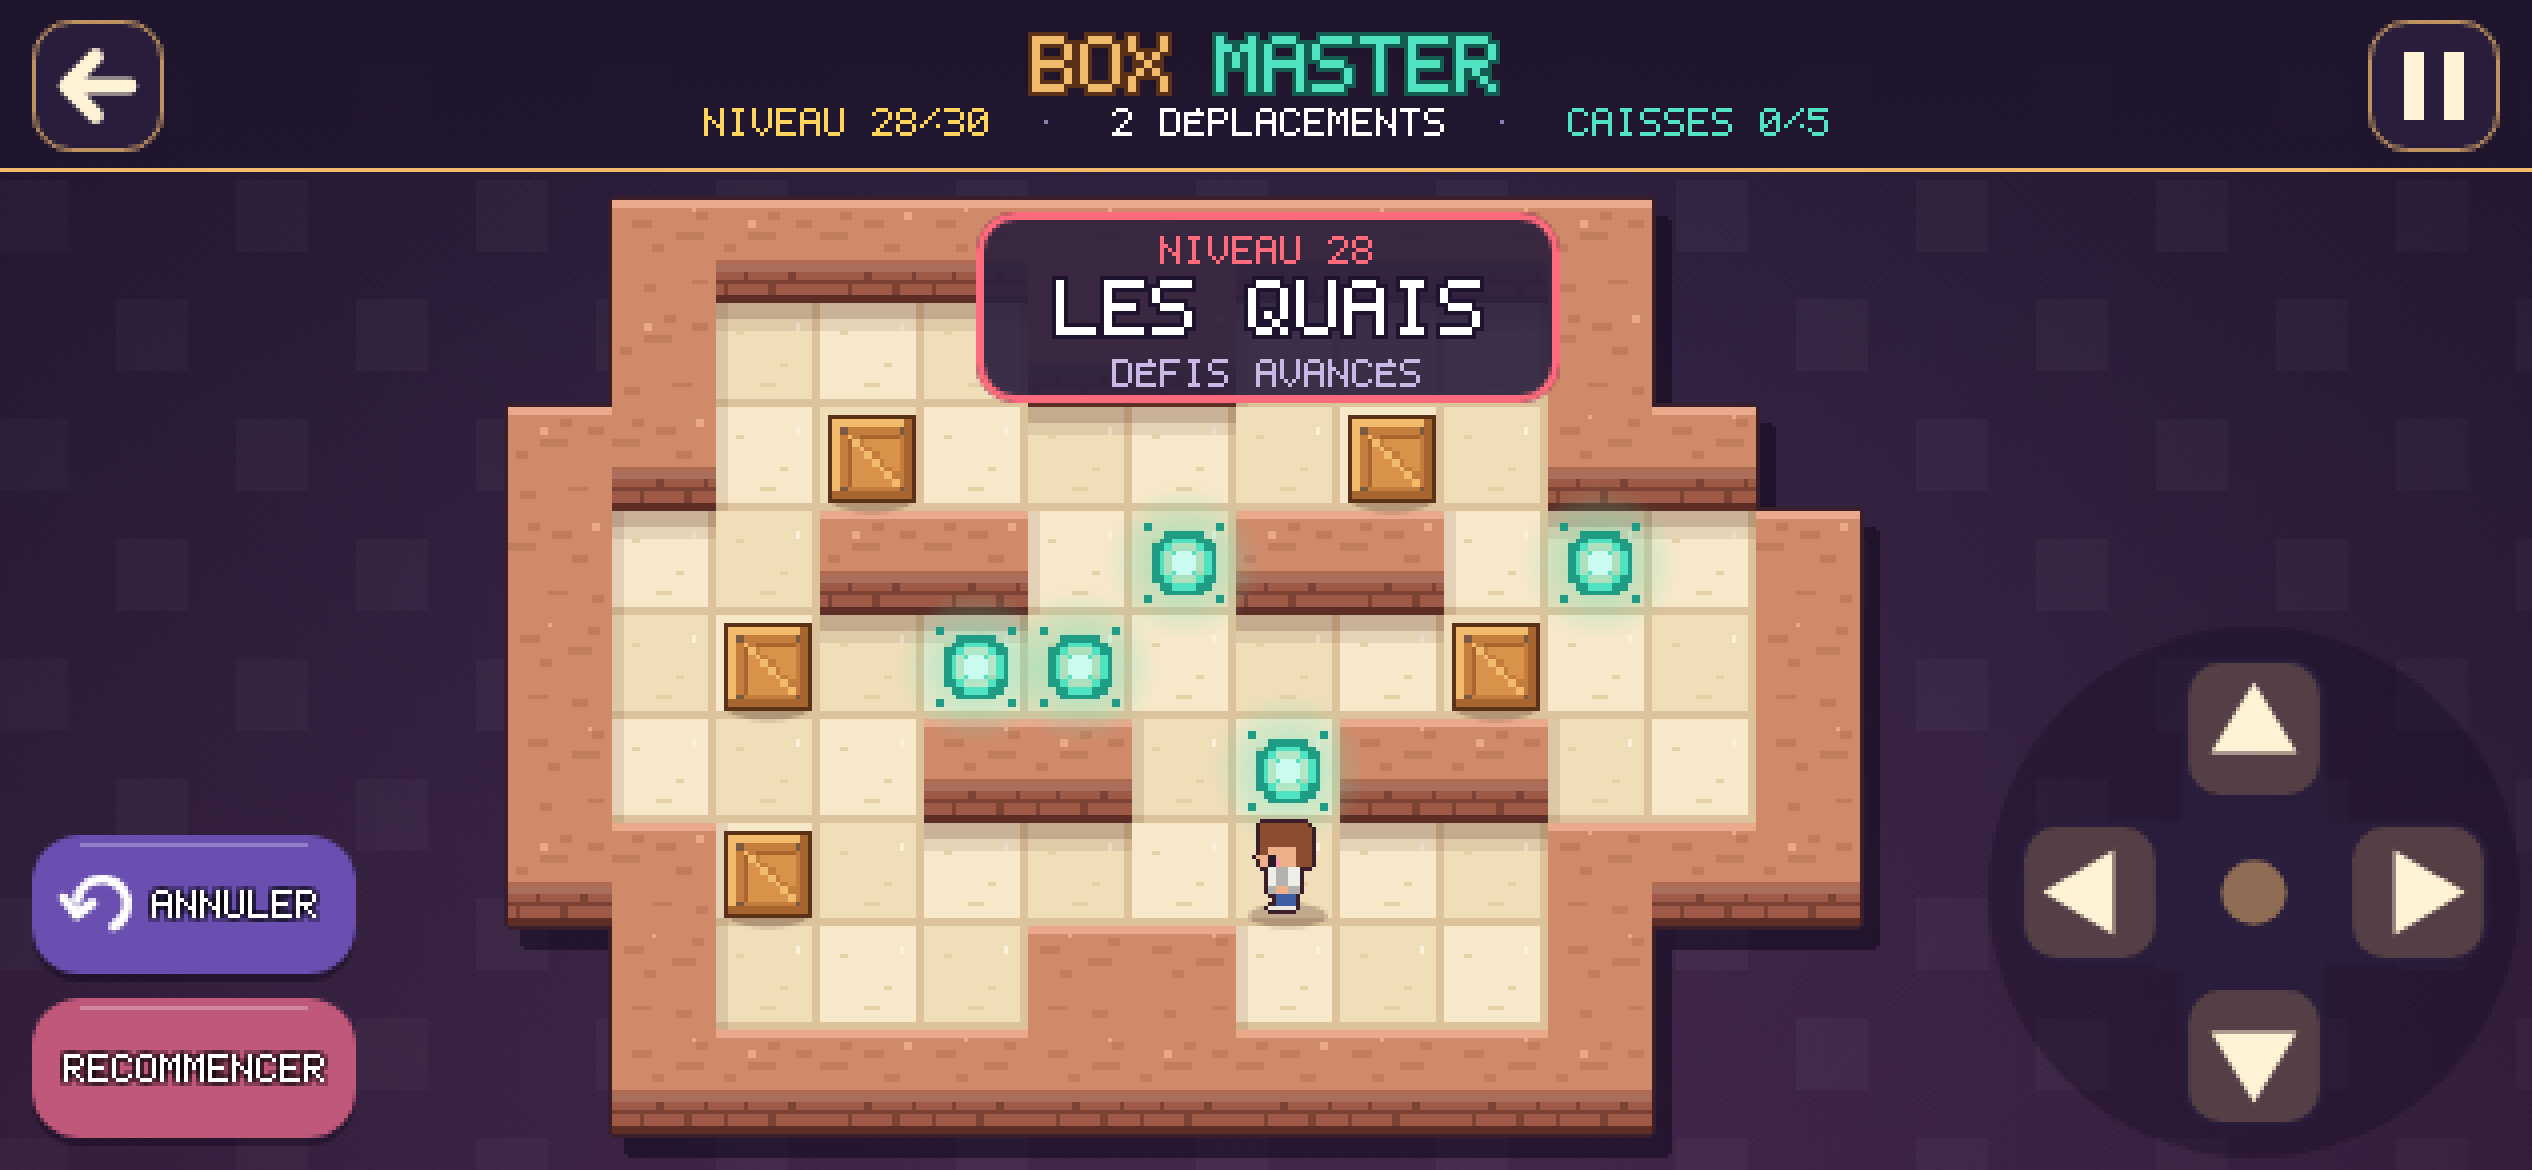 BOX MASTER
NIVEAU 28/30 · 2 DÉPLACEMENTS · CAISSES 0/5
NIVEAU 28
LES QUAIS
DÉFIS AVANCÉS
ANNULER
RECOMMENCER